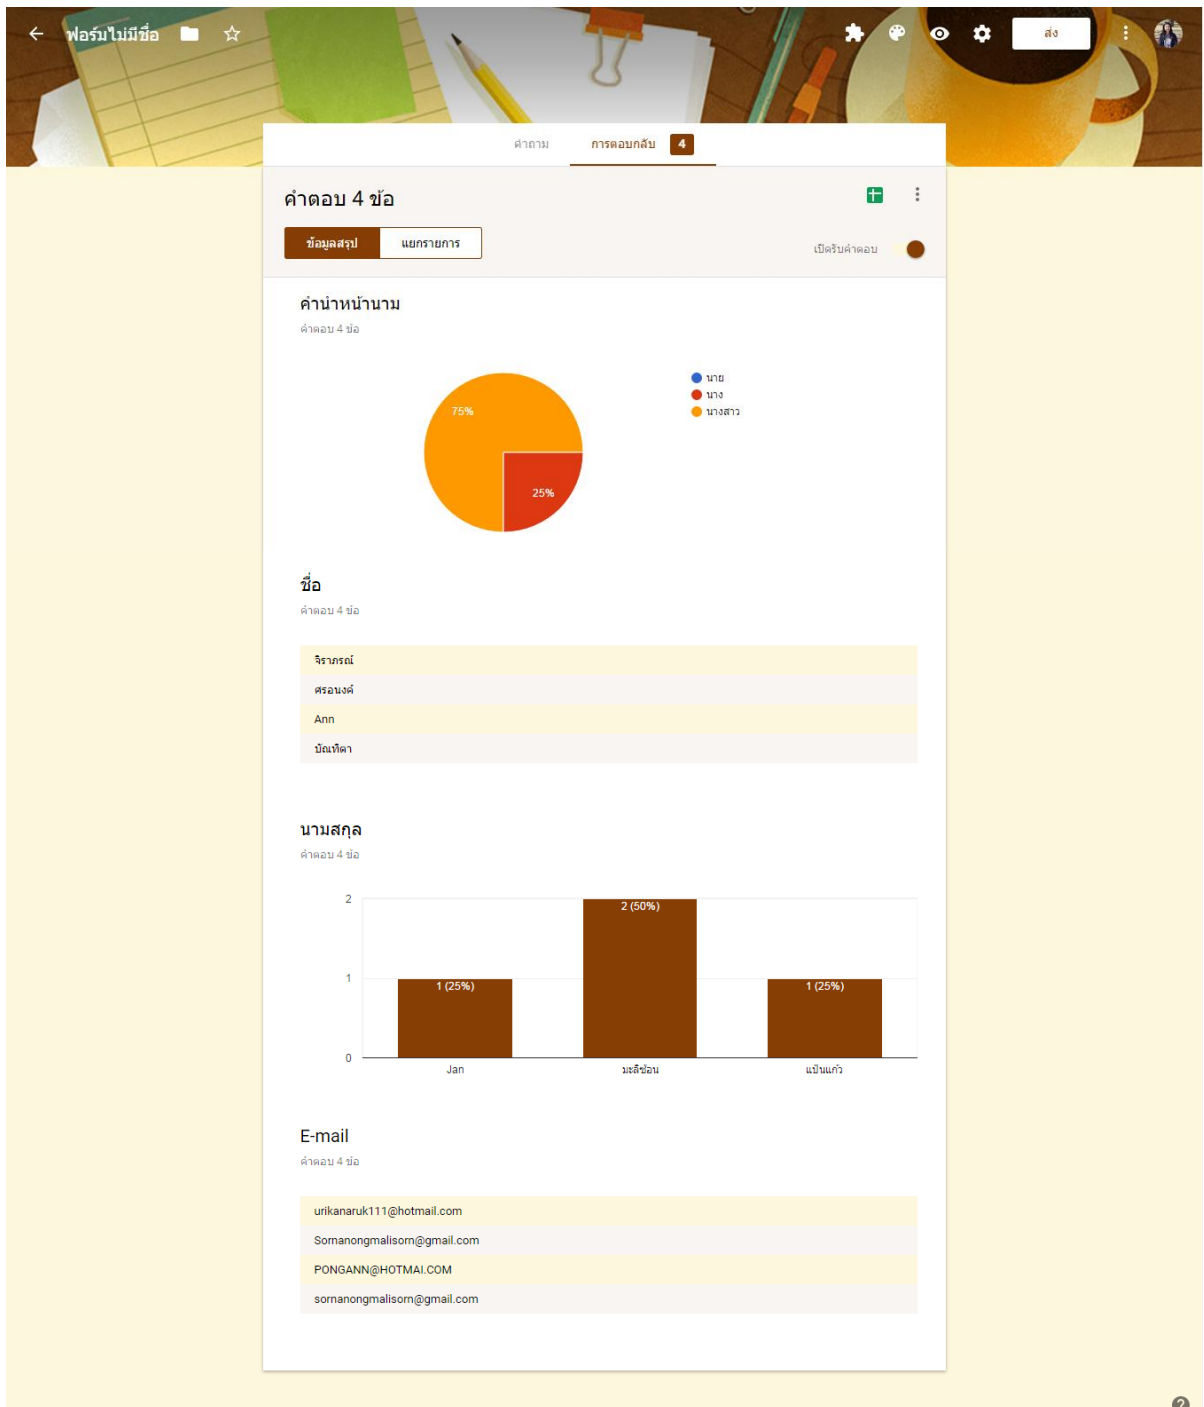 ฟอร์มไม่มีชื่อ
ส่ง
คำถาม การตอบกลับ 4
คำตอบ 4 ข้อ
ข้อมูลสรุป แยกรายการ
เปิดรับคำตอบ
คำนำหน้านาม
คำตอบ 4 ข้อ
75%
25%
นาย
นาง
นางสาว
ชื่อ
คำตอบ 4 ข้อ
จิราภรณ์
ศรอนงค์
Ann
บัณฑิตา
นามสกุล
คำตอบ 4 ข้อ
2
1
0
1 (25%)
2 (50%)
1 (25%)
Jan
มะลิซ้อน
แป้นแก้ว
E-mail
คำตอบ 4 ข้อ
urikanaruk111@hotmail.com
Sornanongmalisorn@gmail.com
PONGANN@HOTMAI.COM
sornanongmalisorn@gmail.com